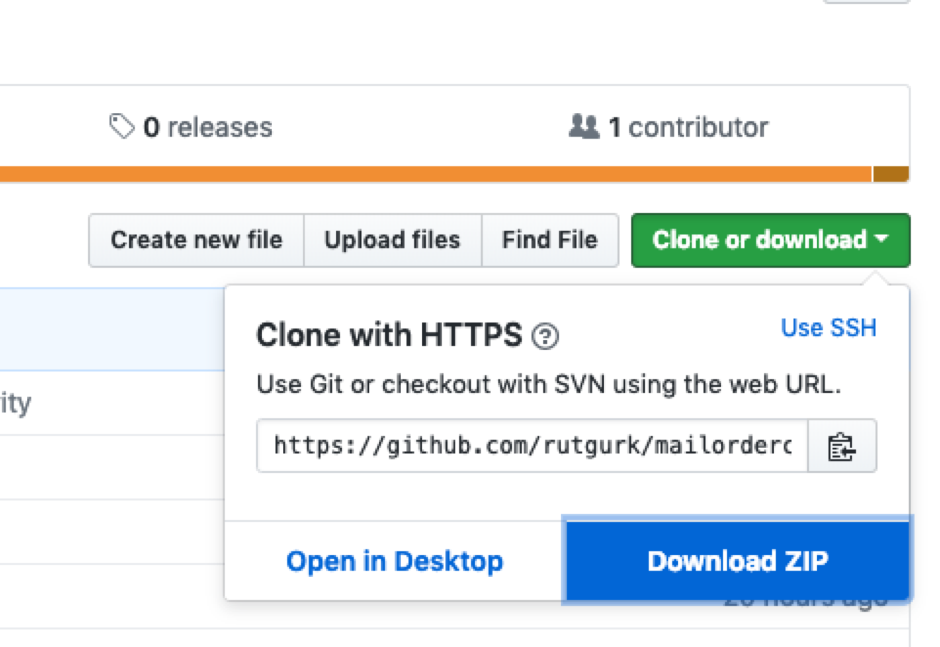 0 releases
1 contributor
Create new file
Upload files
Find File
Clone or download
Clone with HTTPS
Use SSH
Use Git or checkout with SVN using the web URL.
ity
https://github.com/rutgurk/mailorderc
Open in Desktop
Download ZIP
20 hours ago